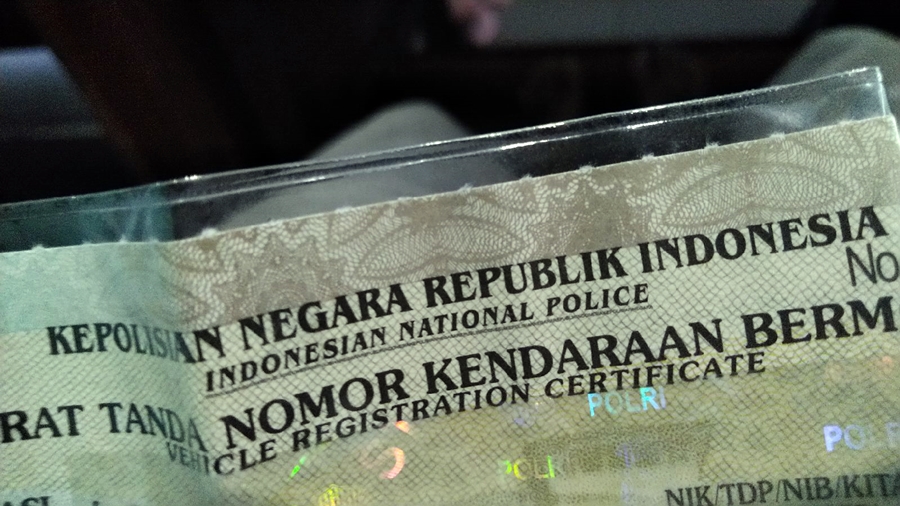 KEPOLISIAN NEGARA REPUBLIK INDONESIA
INDONESIAN NATIONAL POLICE
No
RAT TANDA NOMOR KENDARAAN BERM
VEHICLE REGISTRATION CERTIFICATE
POLRI
POLRI
POLR
NIK/TDP/NIB/KITA